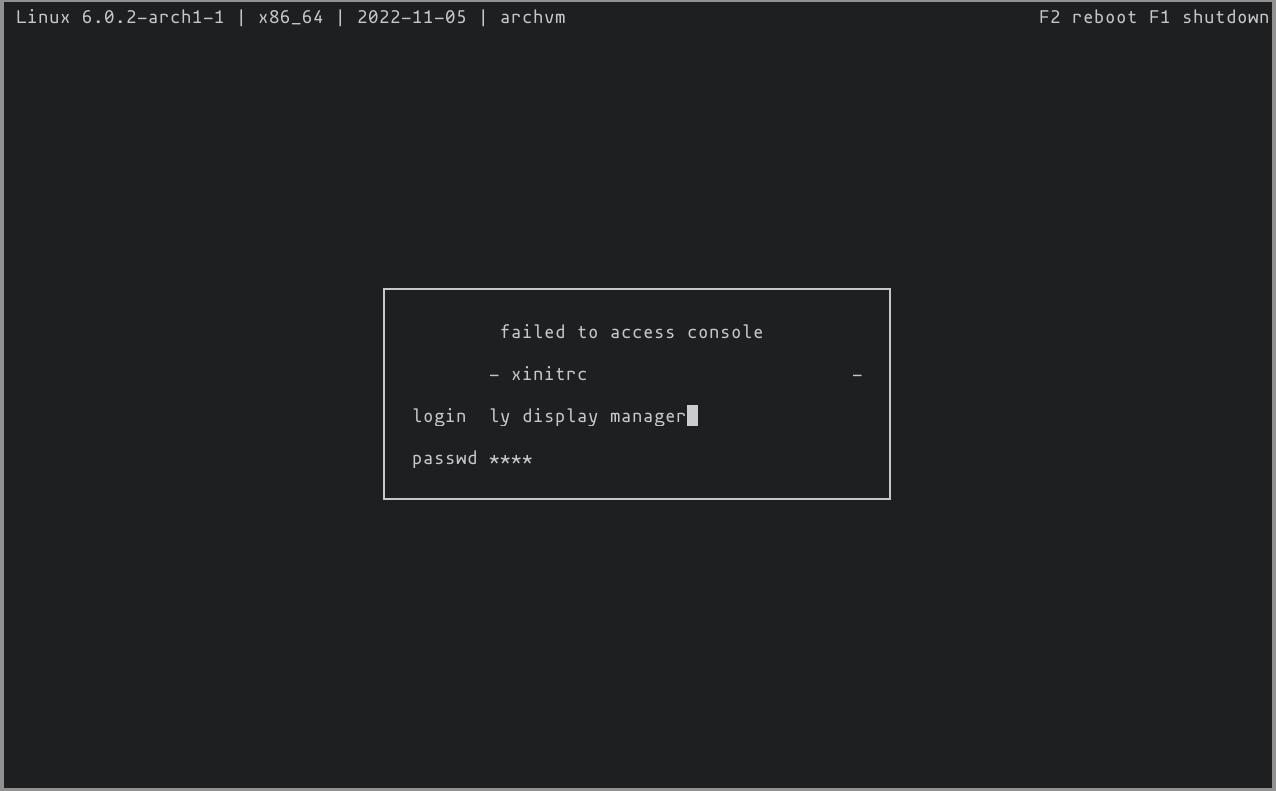 Linux 6.0.2-arch1-1 | x86_64 | 2022-11-05 | archvm F2 reboot F1 shutdown
failed to access console
- xinitrc -
login ly display manager
passwd ****